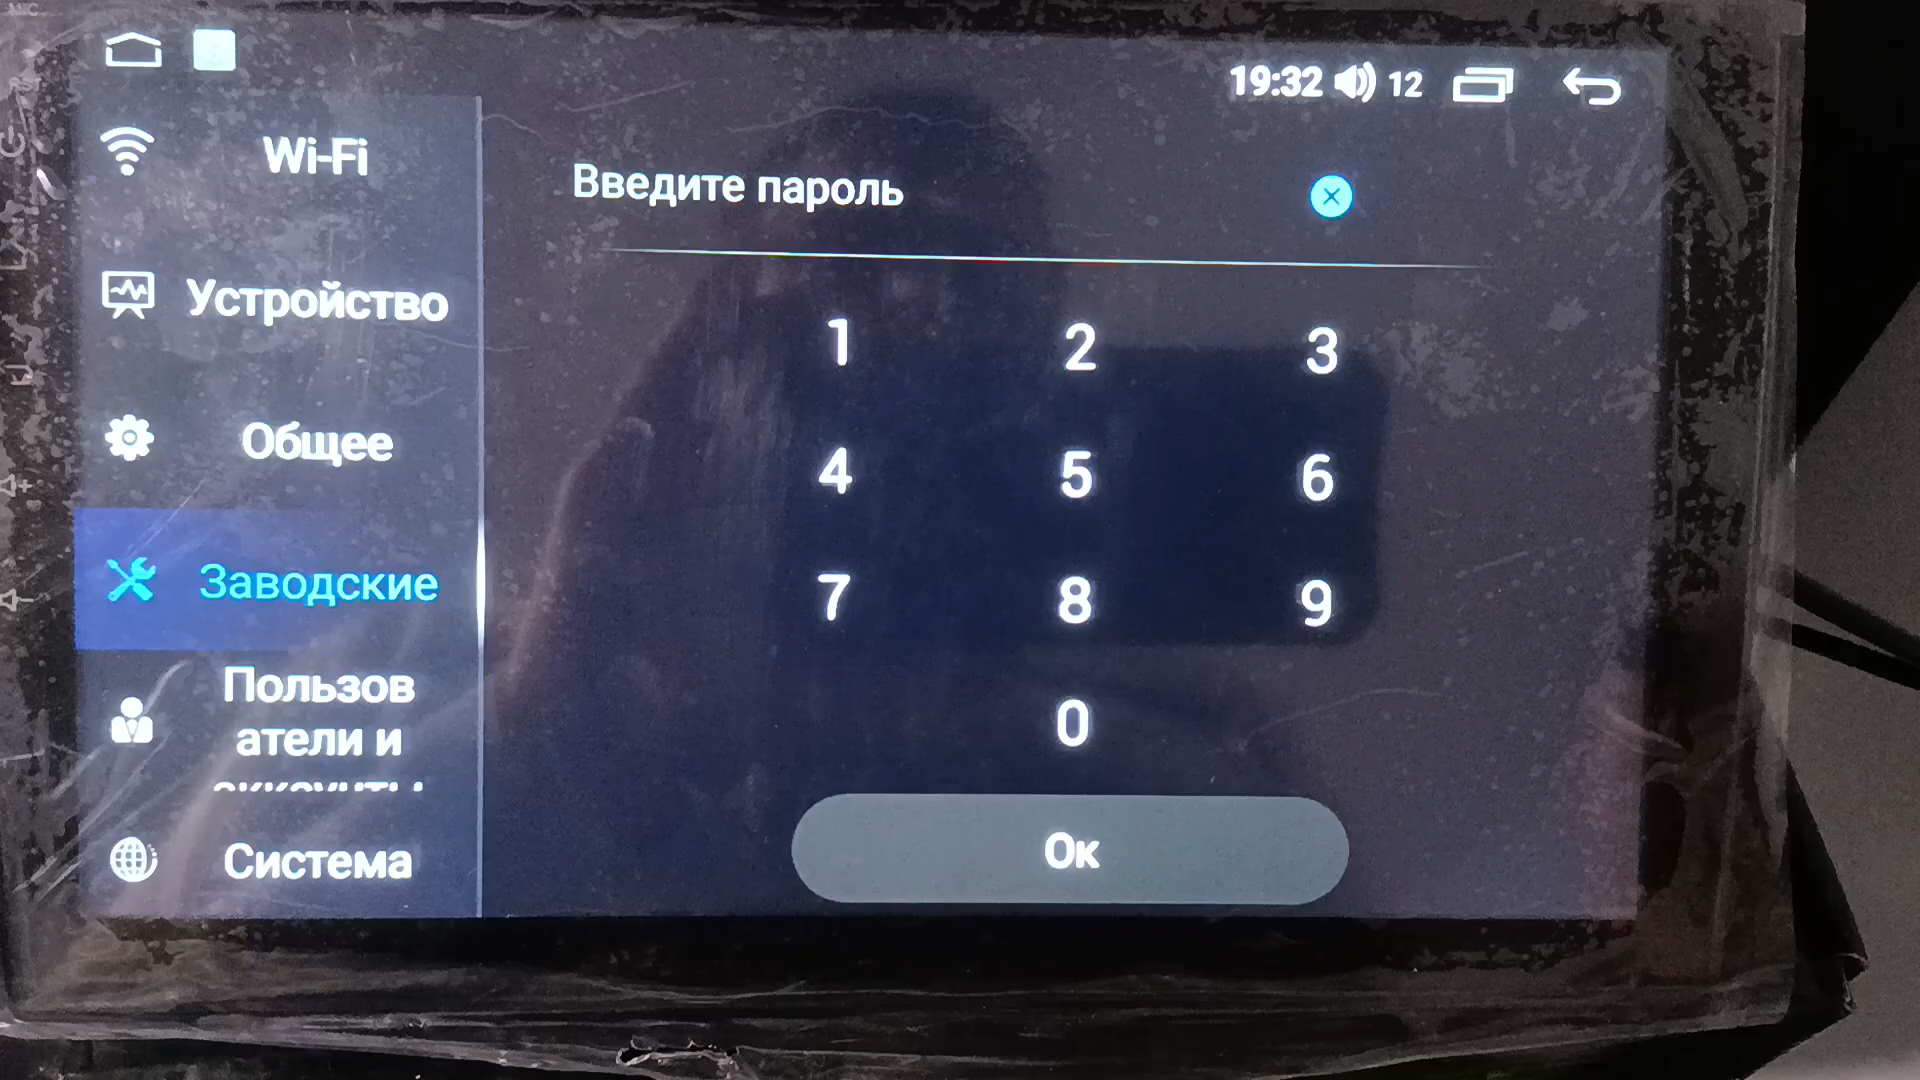 19:32 12
Wi-Fi
Устройство
Общее
Заводские
Пользов
атели и
аккаунты
Система
Введите пароль
1 2 3
4 5 6
7 8 9
0
Ок